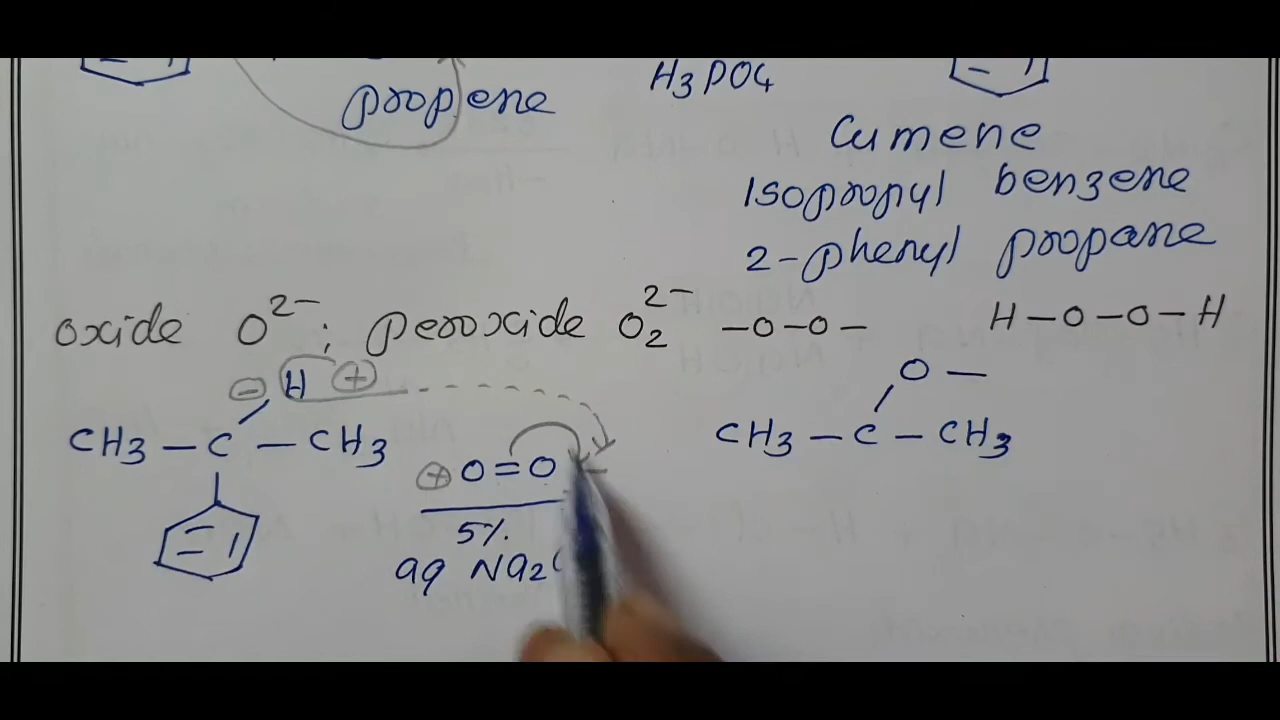 propene
H3PO4
Cumene
Isopropyl benzene
2-phenyl propane
oxide O2- ; peroxide O2 2- -O-O- H-O-O-H
- H +
O -
CH3 - C - CH3
+ O = O
CH3 - C - CH3
5%
aq Na2